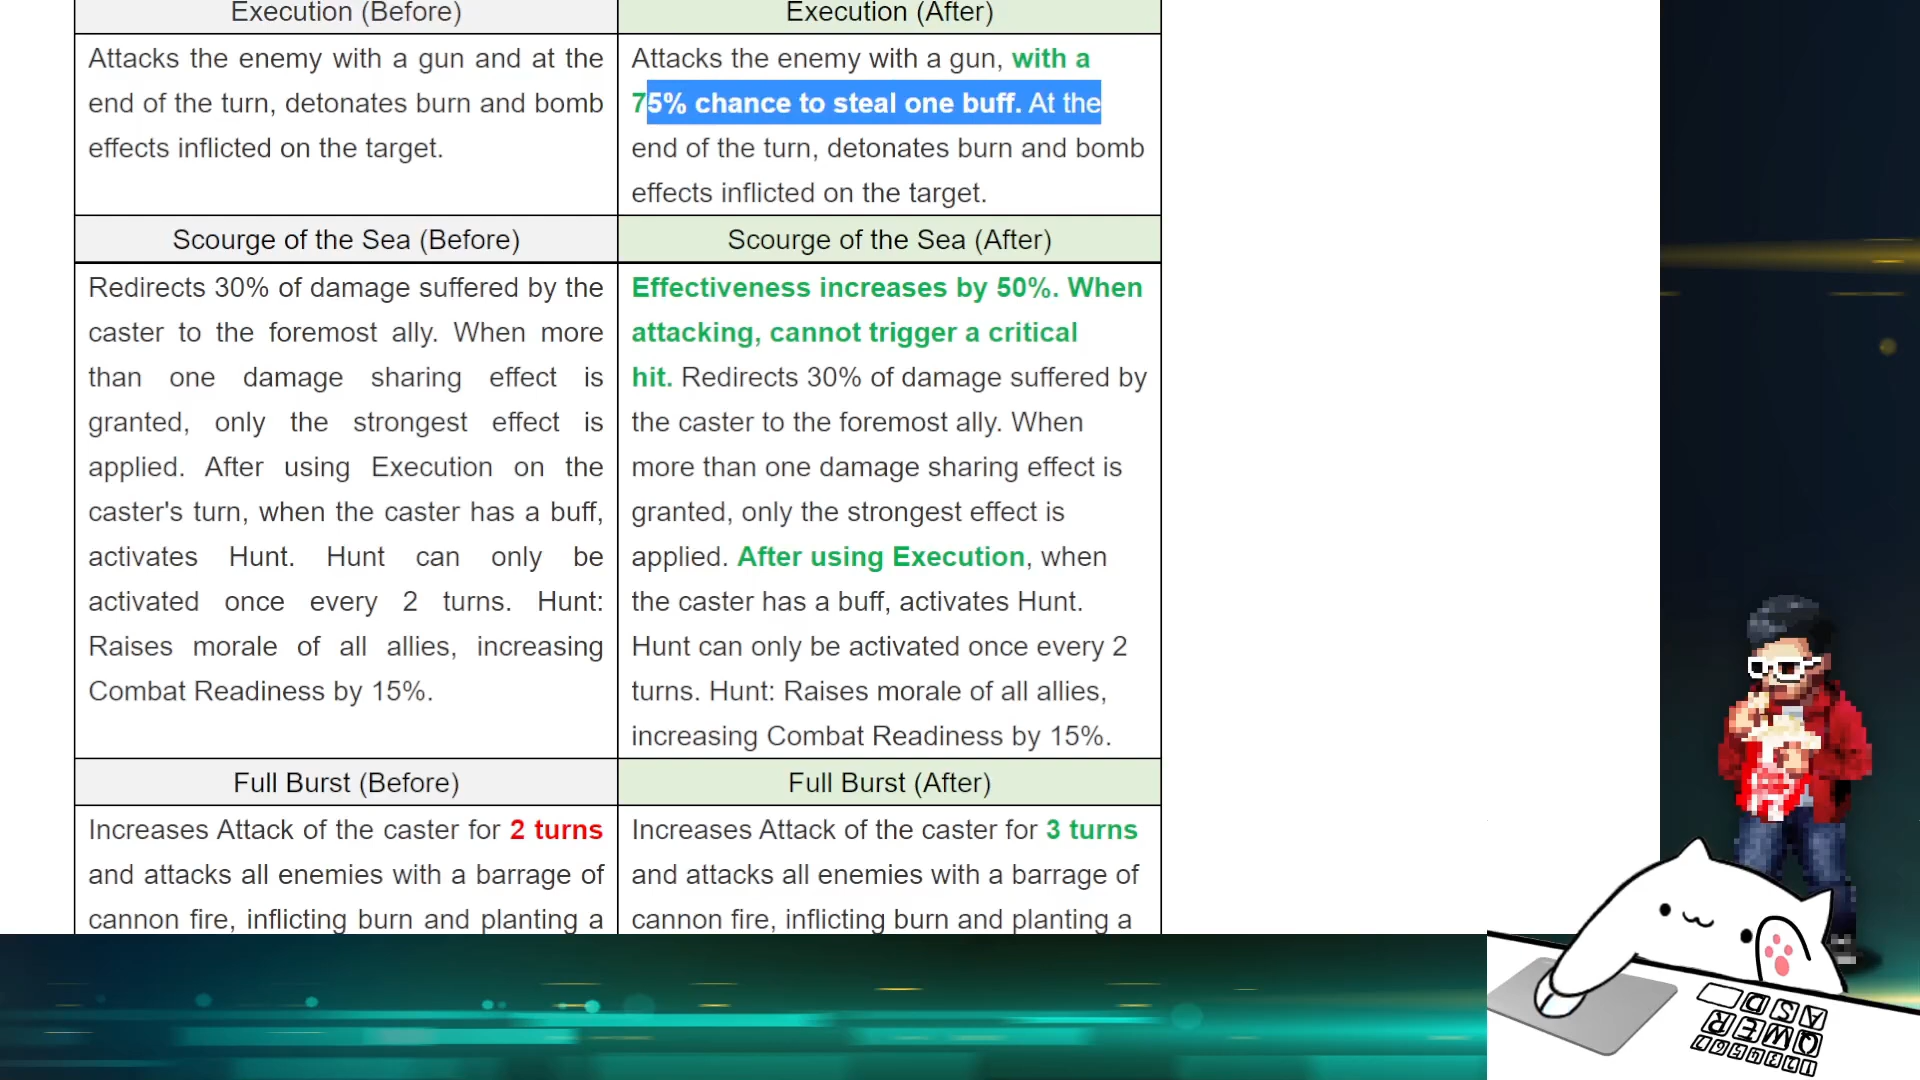 Execution (Before)
Execution (After)
Attacks the enemy with a gun and at the
end of the turn, detonates burn and bomb
effects inflicted on the target.
Attacks the enemy with a gun, with a
75% chance to steal one buff. At the
end of the turn, detonates burn and bomb
effects inflicted on the target.
Scourge of the Sea (Before)
Scourge of the Sea (After)
Redirects 30% of damage suffered by the
caster to the foremost ally. When more
than one damage sharing effect is
granted, only the strongest effect is
applied. After using Execution on the
caster's turn, when the caster has a buff,
activates Hunt. Hunt can only be
activated once every 2 turns. Hunt:
Raises morale of all allies, increasing
Combat Readiness by 15%.
Effectiveness increases by 50%. When
attacking, cannot trigger a critical
hit. Redirects 30% of damage suffered by
the caster to the foremost ally. When
more than one damage sharing effect is
granted, only the strongest effect is
applied. After using Execution, when
the caster has a buff, activates Hunt.
Hunt can only be activated once every 2
turns. Hunt: Raises morale of all allies,
increasing Combat Readiness by 15%.
Full Burst (Before)
Full Burst (After)
Increases Attack of the caster for 2 turns
and attacks all enemies with a barrage of
cannon fire, inflicting burn and planting a
Increases Attack of the caster for 3 turns
and attacks all enemies with a barrage of
cannon fire, inflicting burn and planting a
D S A
R E W Q
7 6 5 4 3 2 1